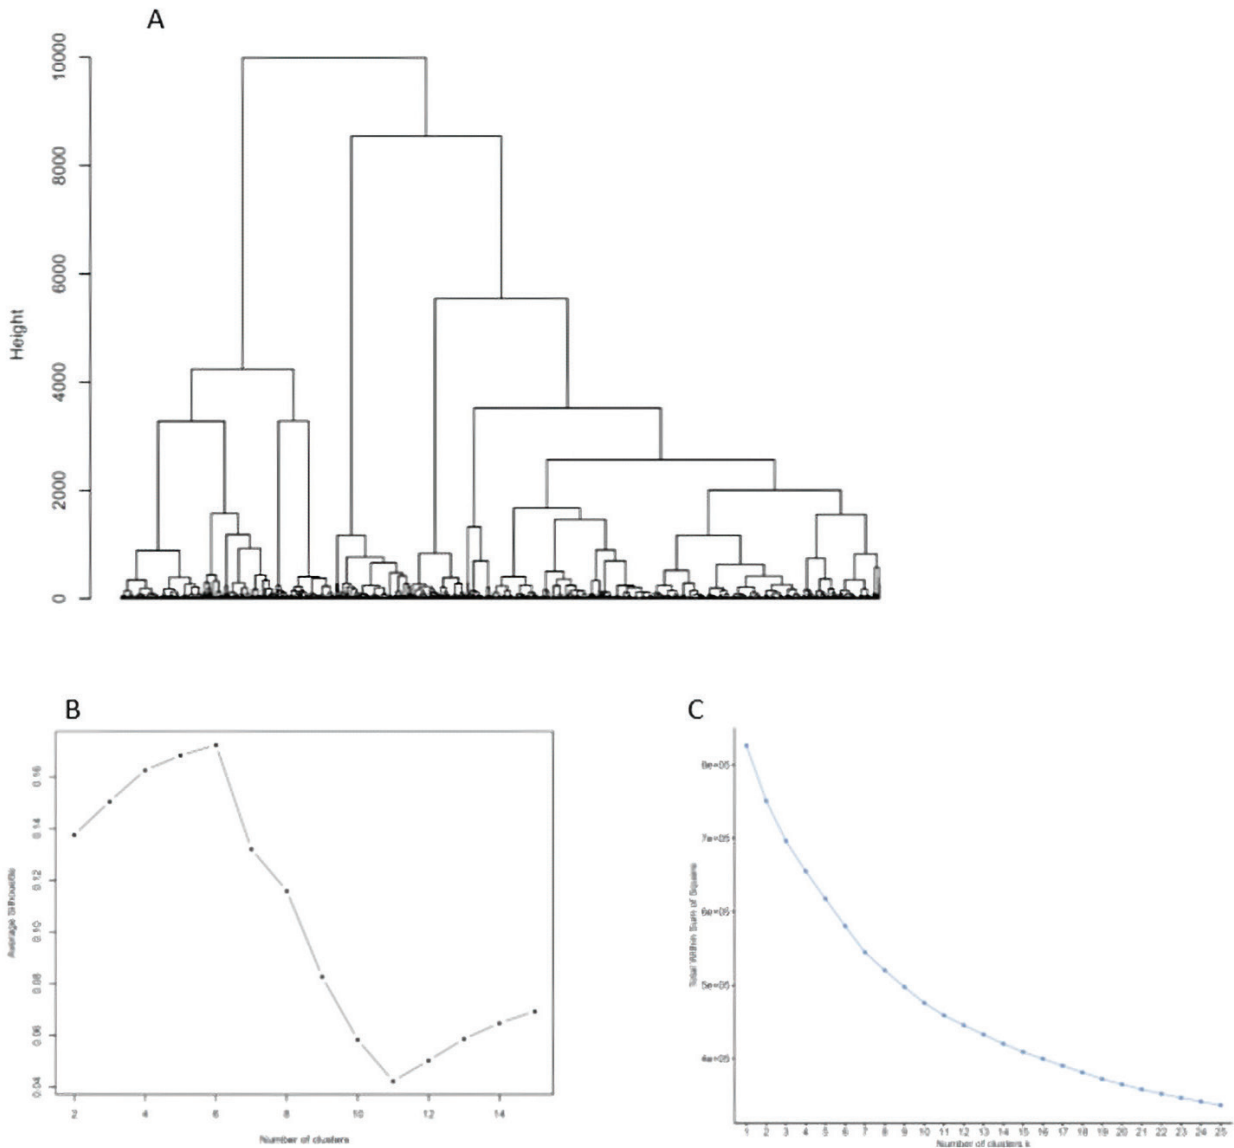 A
Height
10000
8000
6000
4000
2000
0
B
Average Silhouette
0.16
0.14
0.12
0.10
0.08
0.06
0.04
2 4 6 8 10 12 14
Number of clusters
C
Total Within Sum of Square
8e+05
7e+05
6e+05
5e+05
4e+05
1 2 3 4 5 6 7 8 9 10 11 12 13 14 15 16 17 18 19 20 21 22 23 24 25
Number of clusters k